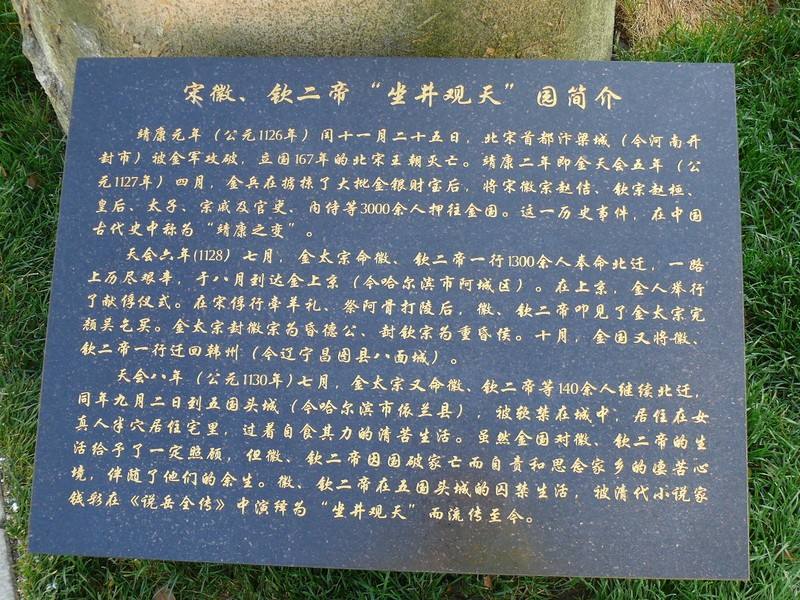 宋徽、钦二帝“坐井观天”园简介
靖康元年（公元1126年）闰十一月二十五日，北宋首都汴梁城（今河南开
封市）被金军攻破，立国167年的北宋王朝灭亡。靖康二年即金天会五年（公
元1127年）四月，金兵在掳掠了大批金银财宝后，将宋徽宗赵佶、钦宗赵桓、
皇后、太子、宗戚及官吏、内侍等3000余人押往金国。这一历史事件，在中国
古代史中称为“靖康之变”。
天会六年(1128）七月，金太宗命徽、钦二帝一行1300余人奉命北迁，一路
上历尽艰辛，于八月到达金上京（今哈尔滨市阿城区）。在上京，金人举行
了献俘仪式。在宋俘行牵羊礼、祭阿骨打陵后，徽、钦二帝叩见了金太宗完
颜吴乞买。金太宗封徽宗为昏德公、封钦宗为重昏侯。十月，金国又将徽、
钦二帝一行迁回韩州（今辽宁昌图县八面城）。
天会八年（公元1130年）七月，金太宗又命徽、钦二帝等140余人继续北迁，
同年九月二日到五国头城（今哈尔滨市依兰县），被软禁在城中，居住在女
真人半穴居住宅里，过着自食其力的清苦生活。虽然金国对徽、钦二帝的生
活给予了一定照顾，但徽、钦二帝因国破家亡而自责和思念家乡的凄苦心
境，伴随了他们的余生。徽、钦二帝在五国头城的囚禁生活，被清代小说家
钱彩在《说岳全传》中演绎为“坐井观天”而流传至今。